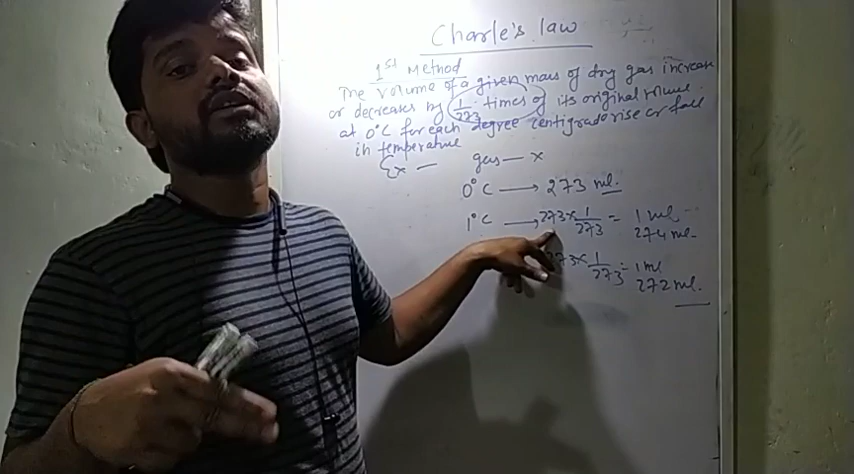 Charle's law
1st Method
The volume of a given mass of dry gas increase
or decreases by 1/273 times of its original volume
at 0°C for each degree centigrade rise or fall
in temperature
Ex — gas — x
0°C → 273 ml.
1°C → 273 × 1/273 = 1 ml
274 ml.
273 × 1/273 = 1 ml
272 ml.